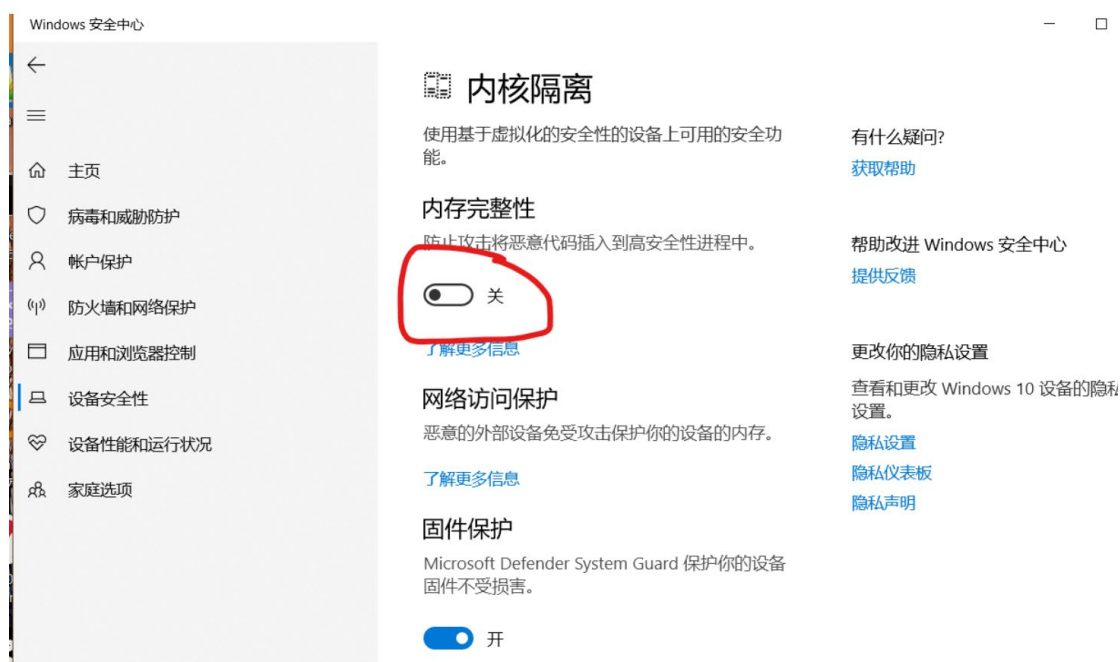 Windows 安全中心
主页
病毒和威胁防护
帐户保护
防火墙和网络保护
应用和浏览器控制
设备安全性
设备性能和运行状况
家庭选项
内核隔离
使用基于虚拟化的安全性的设备上可用的安全功
能。
内存完整性
防止攻击将恶意代码插入到高安全性进程中。
关
了解更多信息
网络访问保护
恶意的外部设备免受攻击保护你的设备的内存。
了解更多信息
固件保护
Microsoft Defender System Guard 保护你的设备
固件不受损害。
开
有什么疑问?
获取帮助
帮助改进 Windows 安全中心
提供反馈
更改你的隐私设置
查看和更改 Windows 10 设备的隐私
设置。
隐私设置
隐私仪表板
隐私声明